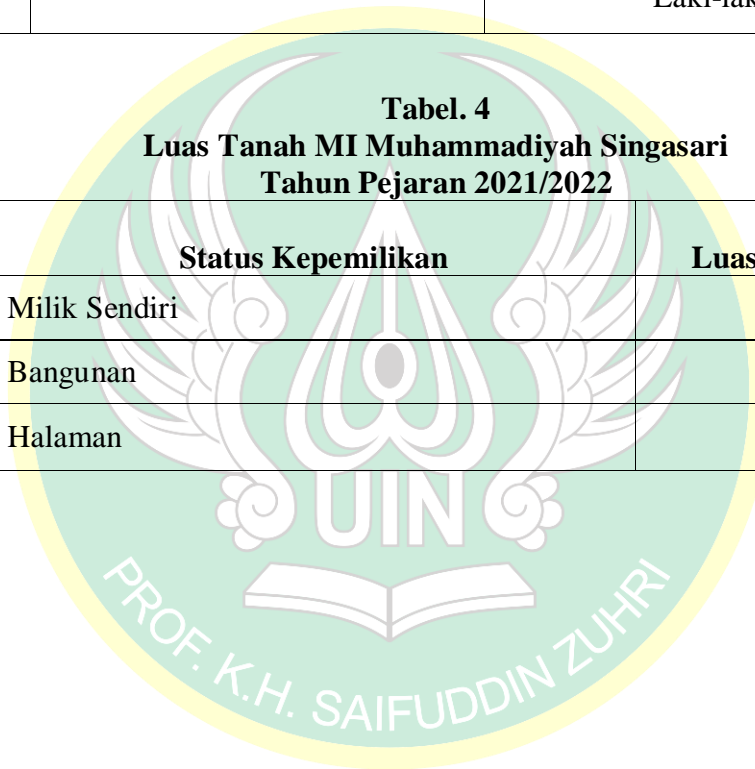 Tabel. 4
Luas Tanah MI Muhammadiyah Singasari
Tahun Pejaran 2021/2022
Status Kepemilikan Luas
Milik Sendiri
Bangunan
Halaman
UIN
PROF. K.H. SAIFUDDIN ZUHRI